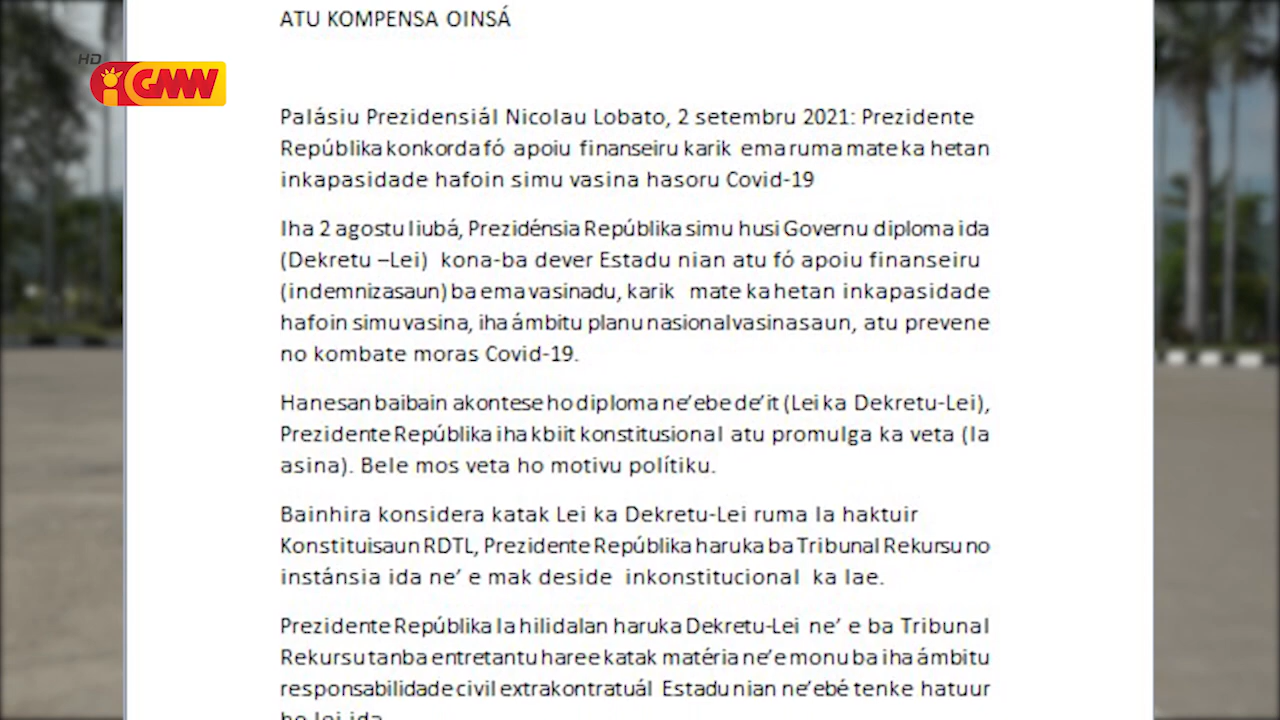 ATU KOMPENSA OINSÁ
HD
GMN
Palásiu Prezidensiál Nicolau Lobato, 2 setembru 2021: Prezidente
Repúblika konkorda fó apoiu finanseiru karik ema ruma mate ka hetan
inkapasidade hafoin simu vasina hasoru Covid-19
Iha 2 agostu liubá, Prezidénsia Repúblika simu husi Governu diploma ida
(Dekretu –Lei) kona-ba dever Estadu nian atu fó apoiu finanseiru
(indemnizasaun) ba ema vasinadu, karik mate ka hetan inkapasidade
hafoin simu vasina, iha ámbitu planu nasional vasinasaun, atu prevene
no kombate moras Covid-19.
Hanesan baibain akontese ho diploma ne’ebe de’it (Lei ka Dekretu-Lei),
Prezidente Repúblika iha kbiit konstitusional atu promulga ka veta (la
asina). Bele mos veta ho motivu polítiku.
Bainhira konsidera katak Lei ka Dekretu-Lei ruma la haktuir
Konstituisaun RDTL, Prezidente Repúblika haruka ba Tribunal Rekursu no
instánsia ida ne’ e mak deside inkonstitucional ka lae.
Prezidente Repúblika la hili dalan haruka Dekretu-Lei ne’ e ba Tribunal
Rekursu tanba entretantu haree katak matéria ne’e monu ba iha ámbitu
responsabilidade civil extrakontratuál Estadu nian ne’ebé tenke hatuur
ho lei ida